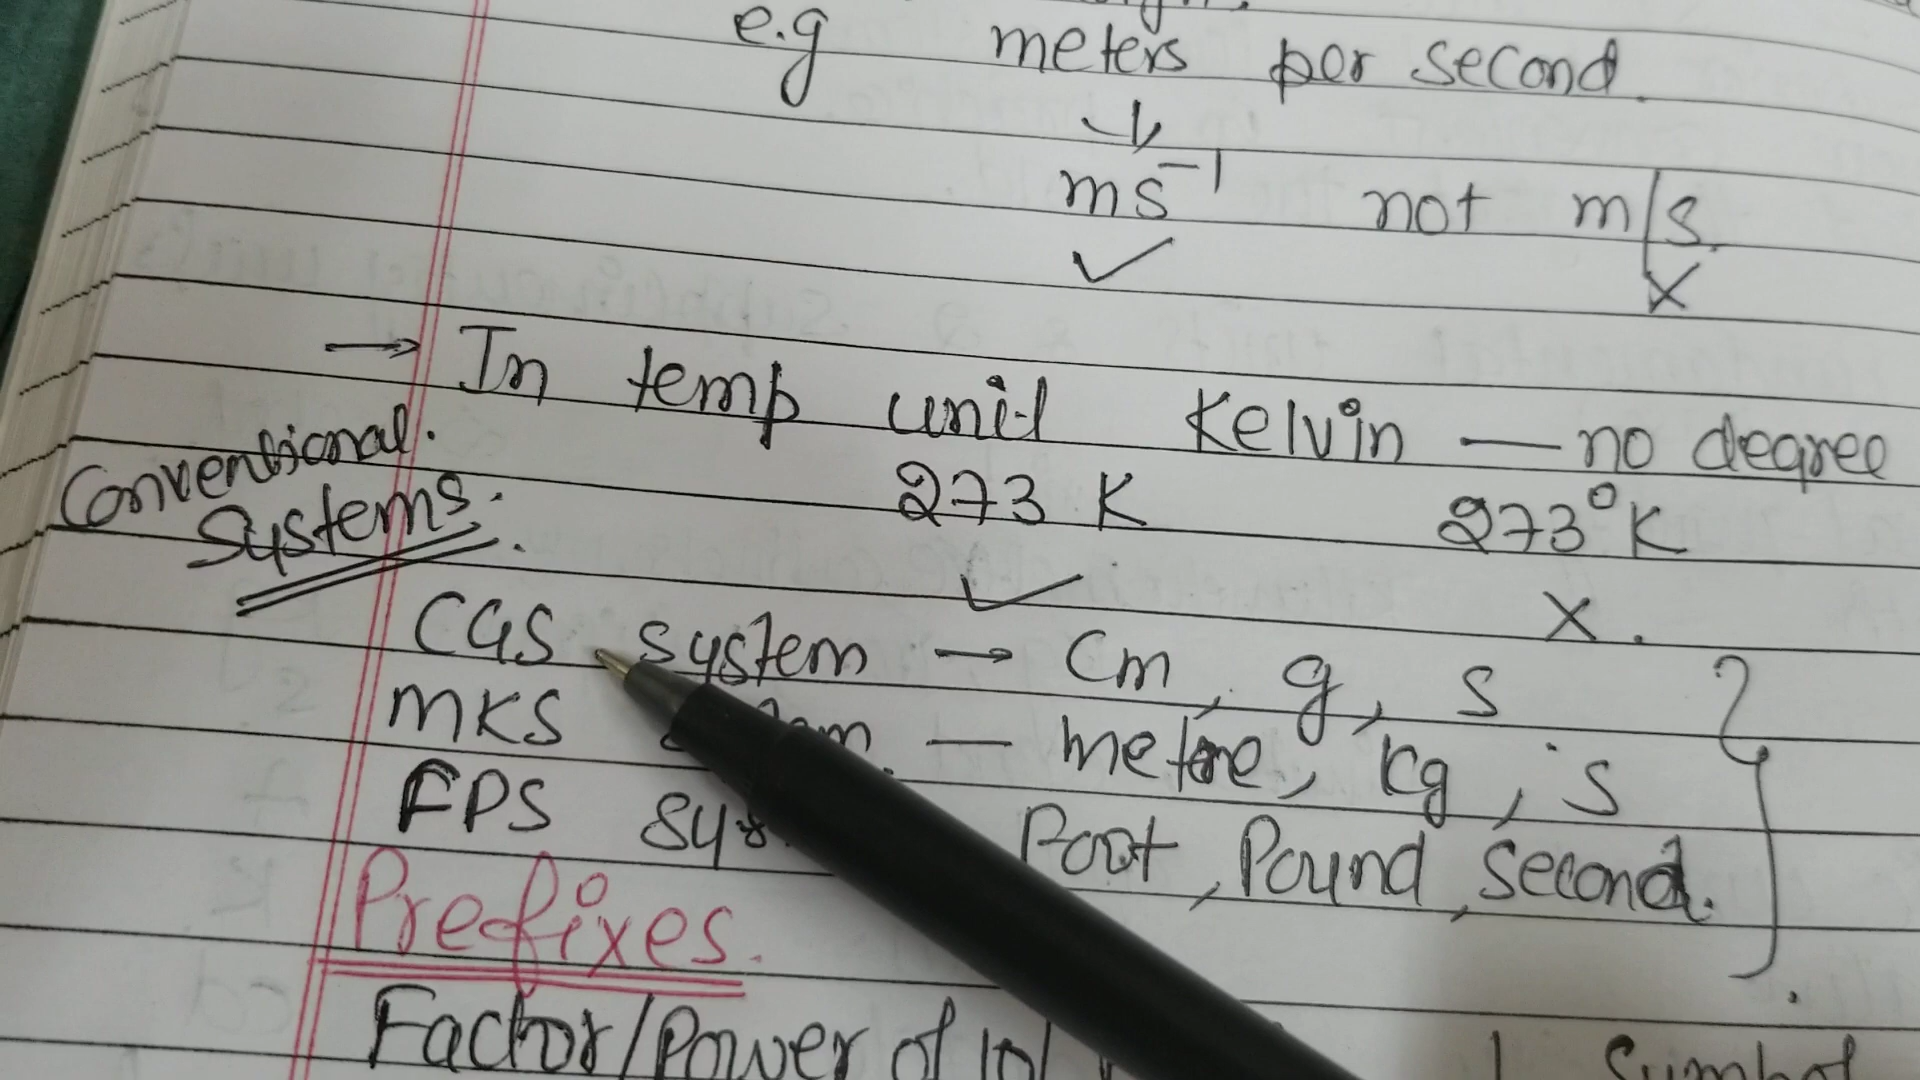 e.g meters per second.
ms⁻¹ not m/s.
✓ x
→ In temp unit Kelvin — no degree
Conventional.
Systems.
273 K 273°K
✓ x.
CGS system → Cm, g, s
MKS — metre, kg, s
FPS Foot, Pound, second.
Prefixes.
Factor/Power of 10 Symbol